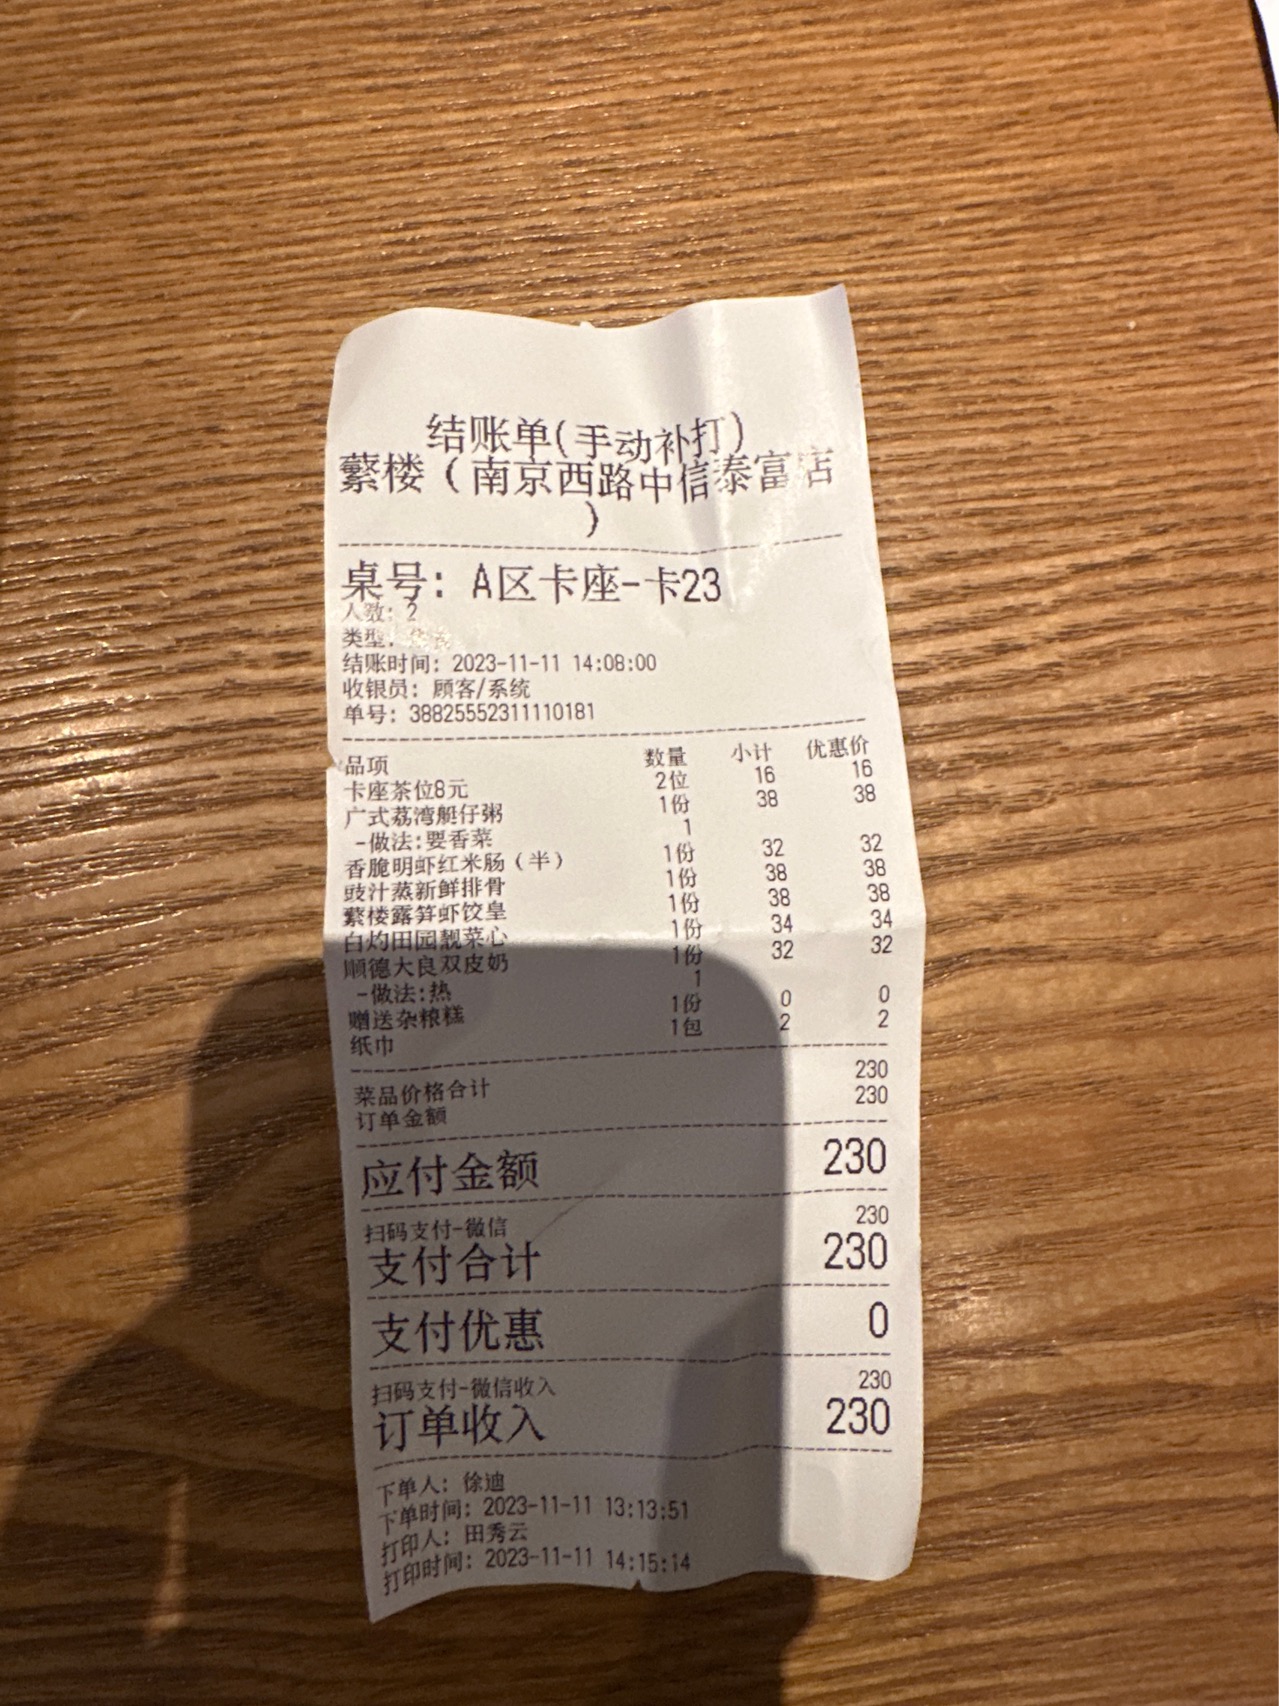 结账单(手动补打)
蘩楼(南京西路中信泰富店
)
桌号: A区卡座-卡23
人数: 2
类型:
结账时间: 2023-11-11 14:08:00
收银员: 顾客/系统
单号: 38825552311110181
品项 数量 小计 优惠价
卡座茶位8元 2位 16 16
广式荔湾艇仔粥 1份 38 38
-做法:要香菜 1
香脆明虾红米肠(半) 1份 32 32
豉汁蒸新鲜排骨 1份 38 38
蘩楼露笋虾饺皇 1份 38 38
白灼田园靓菜心 1份 34 34
顺德大良双皮奶 1份 32 32
-做法:热 1
赠送杂粮糕 1份 0 0
纸巾 1包 2 2
菜品价格合计 230
订单金额 230
应付金额 230
扫码支付-微信 230
支付合计 230
支付优惠 0
扫码支付-微信收入 230
订单收入 230
下单人: 徐迪
下单时间: 2023-11-11 13:13:51
打印人: 田秀云
打印时间: 2023-11-11 14:15:14